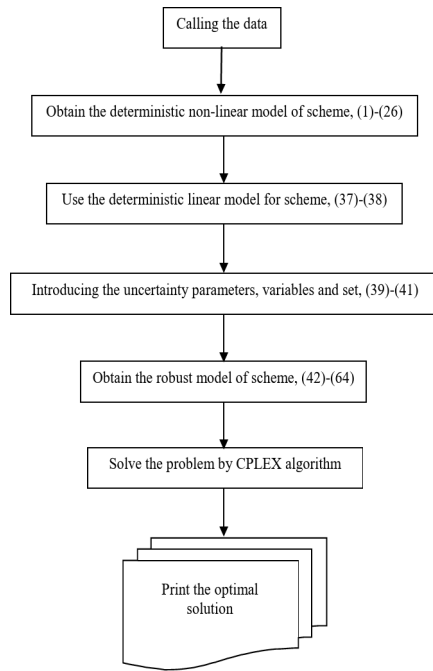 Calling the data
Obtain the deterministic non-linear model of scheme, (1)-(26)
Use the deterministic linear model for scheme, (37)-(38)
Introducing the uncertainty parameters, variables and set, (39)-(41)
Obtain the robust model of scheme, (42)-(64)
Solve the problem by CPLEX algorithm
Print the optimal
solution